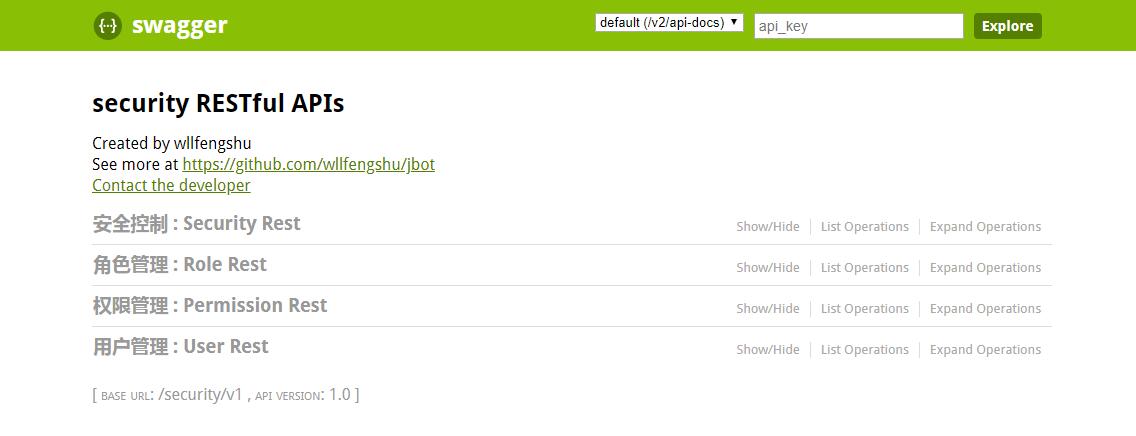 {···} swagger default (/v2/api-docs) ▼ api_key Explore
security RESTful APIs
Created by wllfengshu
See more at https://github.com/wllfengshu/jbot
Contact the developer
安全控制 : Security Rest Show/Hide List Operations Expand Operations
角色管理 : Role Rest Show/Hide List Operations Expand Operations
权限管理 : Permission Rest Show/Hide List Operations Expand Operations
用户管理 : User Rest Show/Hide List Operations Expand Operations
[ BASE URL: /security/v1 , API VERSION: 1.0 ]